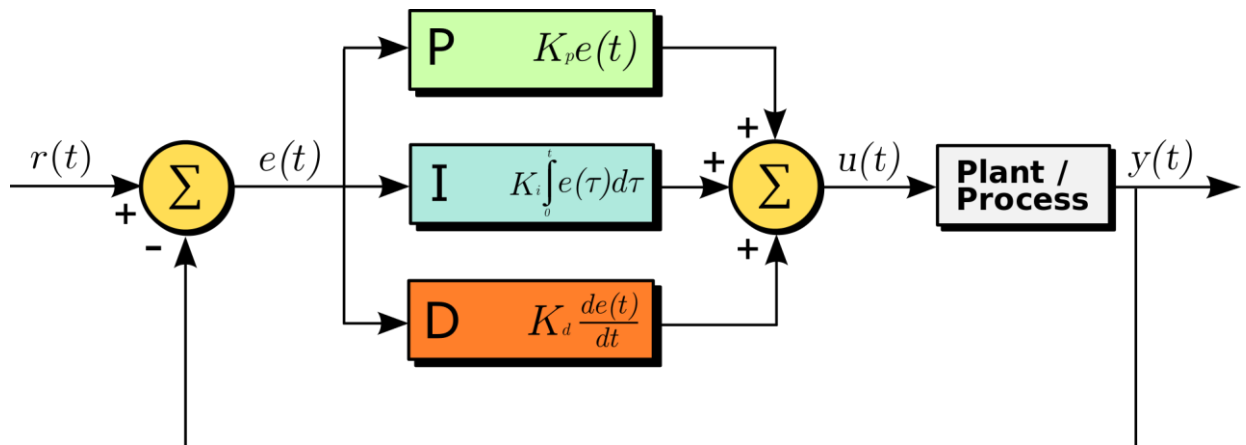 P K_p e(t)
r(t)
Σ
e(t)
I K_i ∫_0^t e(τ)dτ
Σ
u(t)
Plant /
Process
y(t)
+
-
+
+
+
D K_d de(t)/dt